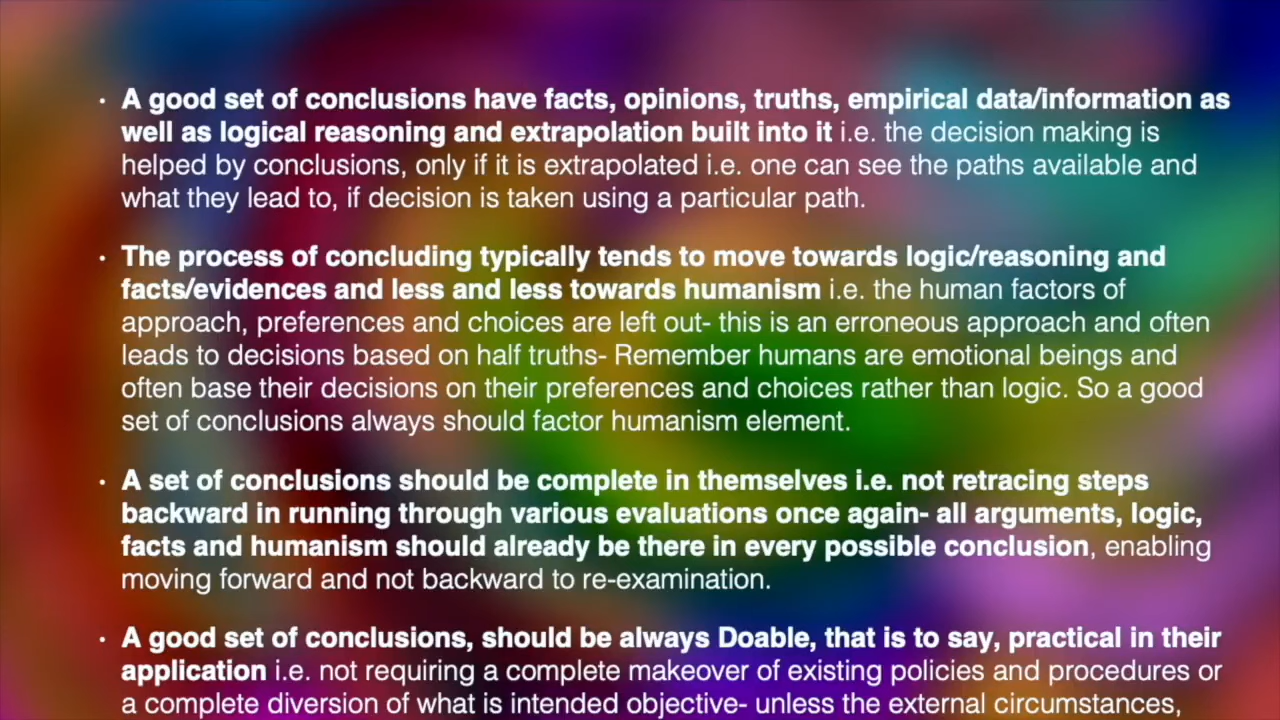 • A good set of conclusions have facts, opinions, truths, empirical data/information as
well as logical reasoning and extrapolation built into it i.e. the decision making is
helped by conclusions, only if it is extrapolated i.e. one can see the paths available and
what they lead to, if decision is taken using a particular path.
• The process of concluding typically tends to move towards logic/reasoning and
facts/evidences and less and less towards humanism i.e. the human factors of
approach, preferences and choices are left out- this is an erroneous approach and often
leads to decisions based on half truths- Remember humans are emotional beings and
often base their decisions on their preferences and choices rather than logic. So a good
set of conclusions always should factor humanism element.
• A set of conclusions should be complete in themselves i.e. not retracing steps
backward in running through various evaluations once again- all arguments, logic,
facts and humanism should already be there in every possible conclusion, enabling
moving forward and not backward to re-examination.
• A good set of conclusions, should be always Doable, that is to say, practical in their
application i.e. not requiring a complete makeover of existing policies and procedures or
a complete diversion of what is intended objective- unless the external circumstances,